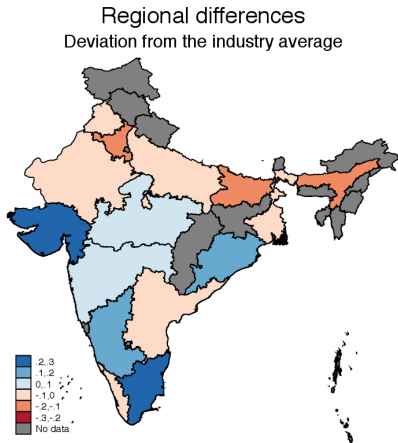 Regional differences
Deviation from the industry average
.2,.3
.1,.2
0,.1
-.1,0
-.2,-.1
-.3,-.2
No data